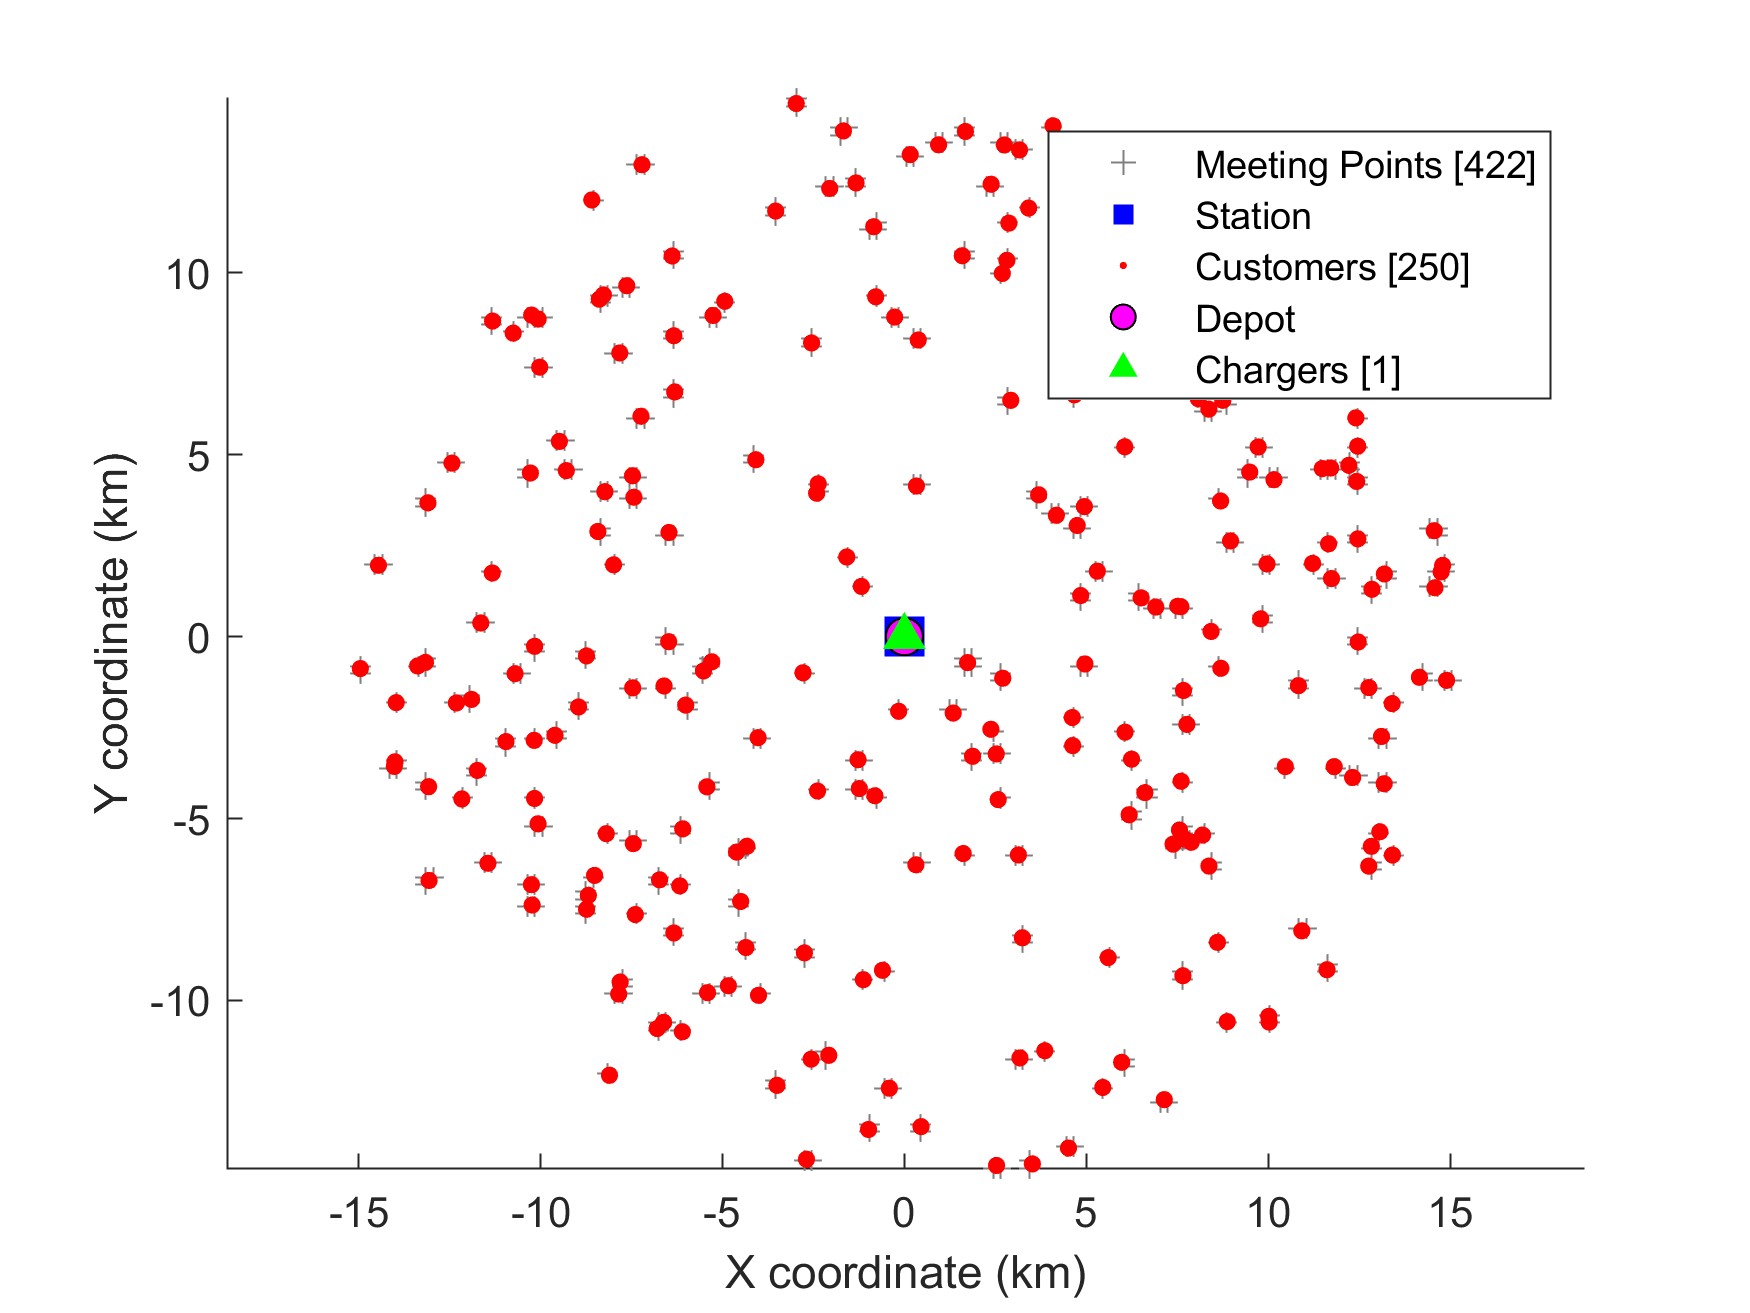 Meeting Points [422]
Station
Customers [250]
Depot
Chargers [1]
10
5
0
-5
-10
Y coordinate (km)
-15 -10 -5 0 5 10 15
X coordinate (km)